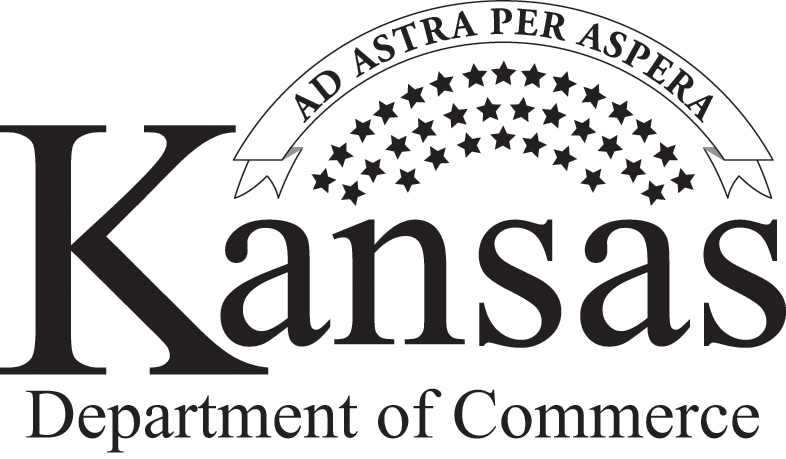 AD ASTRA PER ASPERA
Kansas
Department of Commerce